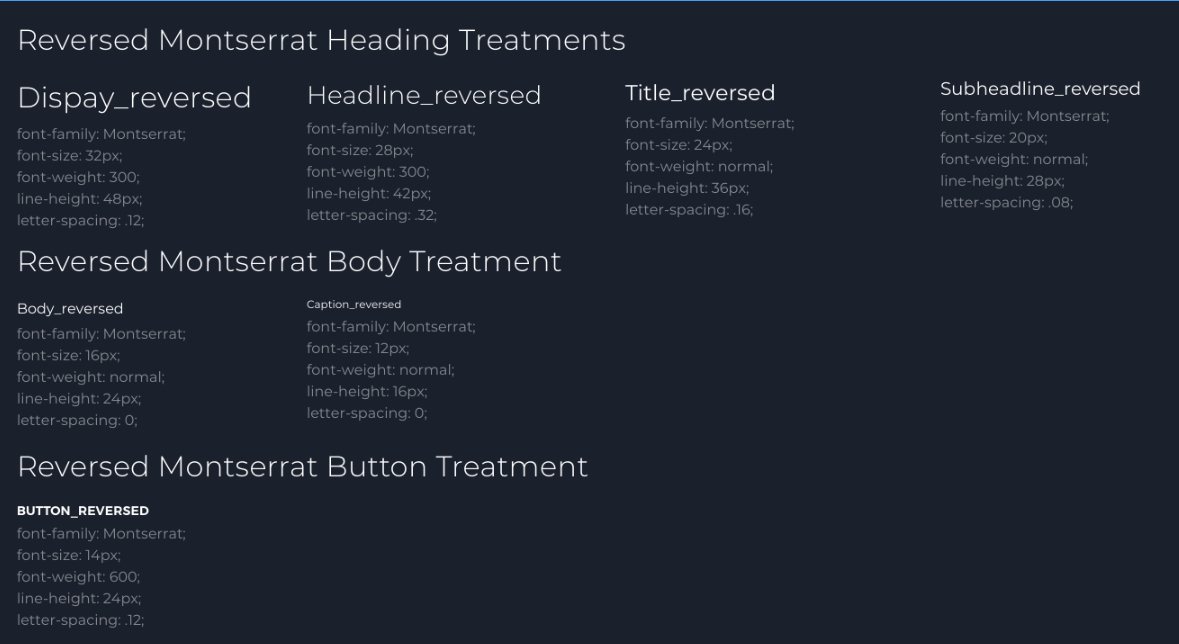 Reversed Montserrat Heading Treatments
Dispay_reversed
font-family: Montserrat;
font-size: 32px;
font-weight: 300;
line-height: 48px;
letter-spacing: .12;
Headline_reversed
font-family: Montserrat;
font-size: 28px;
font-weight: 300;
line-height: 42px;
letter-spacing: .32;
Title_reversed
font-family: Montserrat;
font-size: 24px;
font-weight: normal;
line-height: 36px;
letter-spacing: .16;
Subheadline_reversed
font-family: Montserrat;
font-size: 20px;
font-weight: normal;
line-height: 28px;
letter-spacing: .08;
Reversed Montserrat Body Treatment
Body_reversed
font-family: Montserrat;
font-size: 16px;
font-weight: normal;
line-height: 24px;
letter-spacing: 0;
Caption_reversed
font-family: Montserrat;
font-size: 12px;
font-weight: normal;
line-height: 16px;
letter-spacing: 0;
Reversed Montserrat Button Treatment
BUTTON_REVERSED
font-family: Montserrat;
font-size: 14px;
font-weight: 600;
line-height: 24px;
letter-spacing: .12;